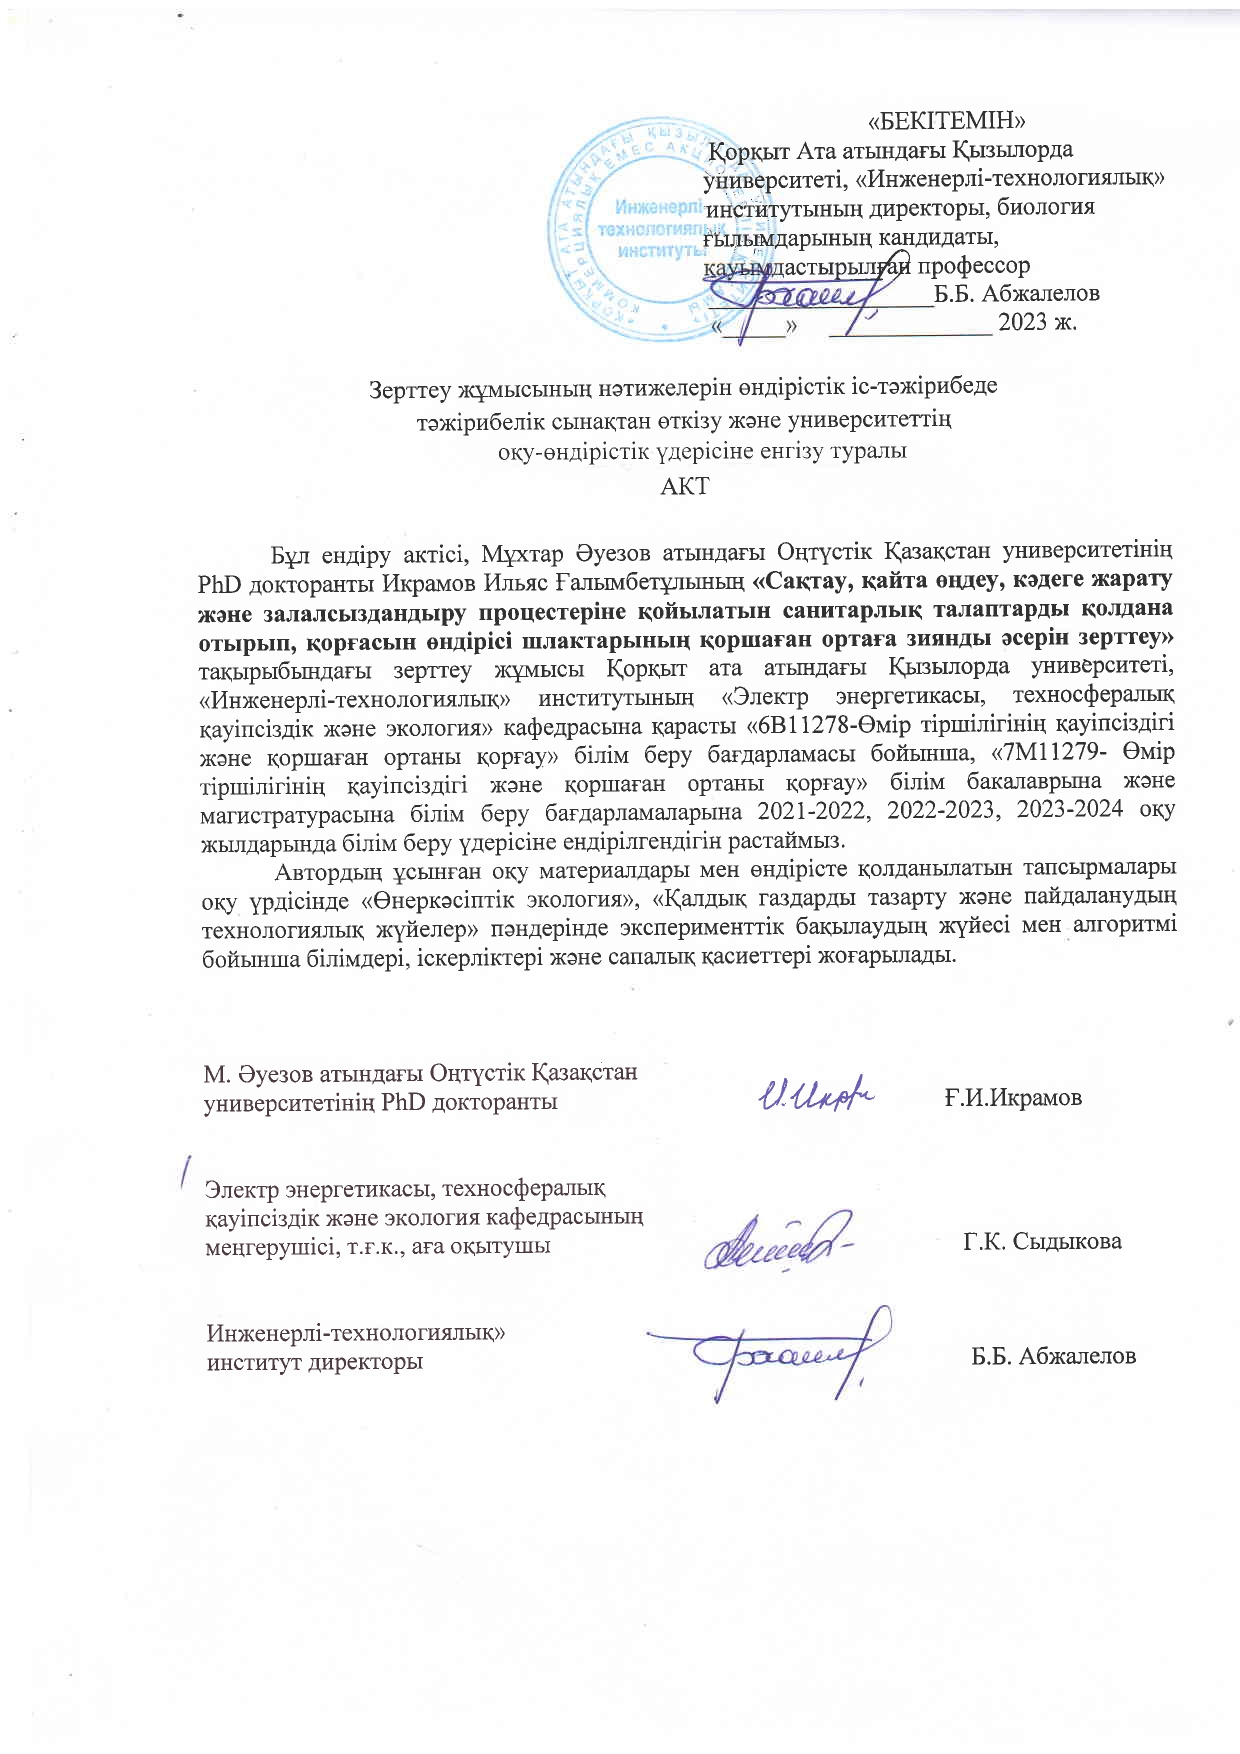 «БЕКІТЕМІН»
Қорқыт Ата атындағы Қызылорда
университеті, «Инженерлі-технологиялық»
институтының директоры, биология
ғылымдарының кандидаты,
қауымдастырылған профессор
__________________Б.Б. Абжалелов
«_____» _____________ 2023 ж.
Инженерлі-
технологиялық
институты
Зерттеу жұмысының нәтижелерін өндірістік іс-тәжірибеде
тәжірибелік сынақтан өткізу және университеттің
оқу-өндірістік үдерісіне енгізу туралы
АКТ
Бұл ендіру актісі, Мұхтар Әуезов атындағы Оңтүстік Қазақстан университетінің
PhD докторанты Икрамов Ильяс Ғалымбетұлының «Сақтау, қайта өңдеу, кәдеге жарату
және залалсыздандыру процестеріне қойылатын санитарлық талаптарды қолдана
отырып, қорғасын өндірісі шлактарының қоршаған ортаға зиянды әсерін зерттеу»
тақырыбындағы зерттеу жұмысы Қорқыт ата атындағы Қызылорда университеті,
«Инженерлі-технологиялық» институтының «Электр энергетикасы, техносфералық
қауіпсіздік және экология» кафедрасына қарасты «6В11278-Өмір тіршілігінің қауіпсіздігі
және қоршаған ортаны қорғау» білім беру бағдарламасы бойынша, «7М11279- Өмір
тіршілігінің қауіпсіздігі және қоршаған ортаны қорғау» білім бакалаврына және
магистратурасына білім беру бағдарламаларына 2021-2022, 2022-2023, 2023-2024 оқу
жылдарында білім беру үдерісіне ендірілгендігін растаймыз.
Автордың ұсынған оқу материалдары мен өндірісте қолданылатын тапсырмалары
оқу үрдісінде «Өнеркәсіптік экология», «Қалдық газдарды тазарту және пайдаланудың
технологиялық жүйелер» пәндерінде эксперименттік бақылаудың жүйесі мен алгоритмі
бойынша білімдері, іскерліктері және сапалық қасиеттері жоғарылады.
М. Әуезов атындағы Оңтүстік Қазақстан
университетінің PhD докторанты Ғ.И.Икрамов
Электр энергетикасы, техносфералық
қауіпсіздік және экология кафедрасының
меңгерушісі, т.ғ.к., аға оқытушы Г.К. Сыдыкова
Инженерлі-технологиялық»
институт директоры Б.Б. Абжалелов